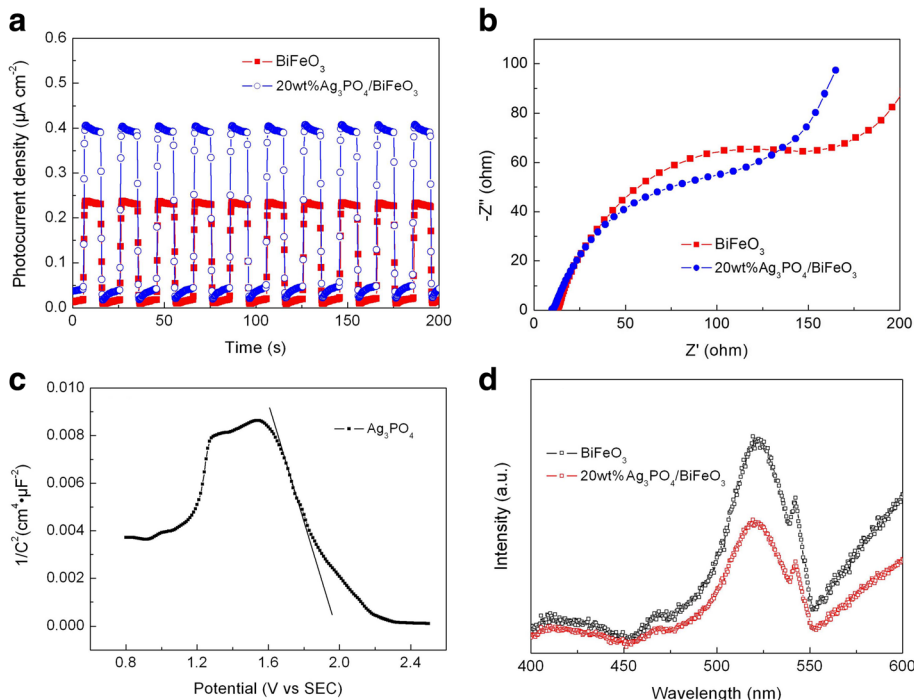 a
0.6
0.5
0.4
0.3
0.2
0.1
0.0
Photocurrent density (μA cm⁻²)
BiFeO₃
20wt%Ag₃PO₄/BiFeO₃
0 50 100 150 200
Time (s)
b
100
80
60
40
20
0
-Z" (ohm)
BiFeO₃
20wt%Ag₃PO₄/BiFeO₃
0 50 100 150 200
Z' (ohm)
c
0.010
0.008
0.006
0.004
0.002
0.000
1/C²(cm⁴•μF⁻²)
Ag₃PO₄
0.8 1.2 1.6 2.0 2.4
Potential (V vs SEC)
d
Intensity (a.u.)
BiFeO₃
20wt%Ag₃PO₄/BiFeO₃
400 450 500 550 600
Wavelength (nm)